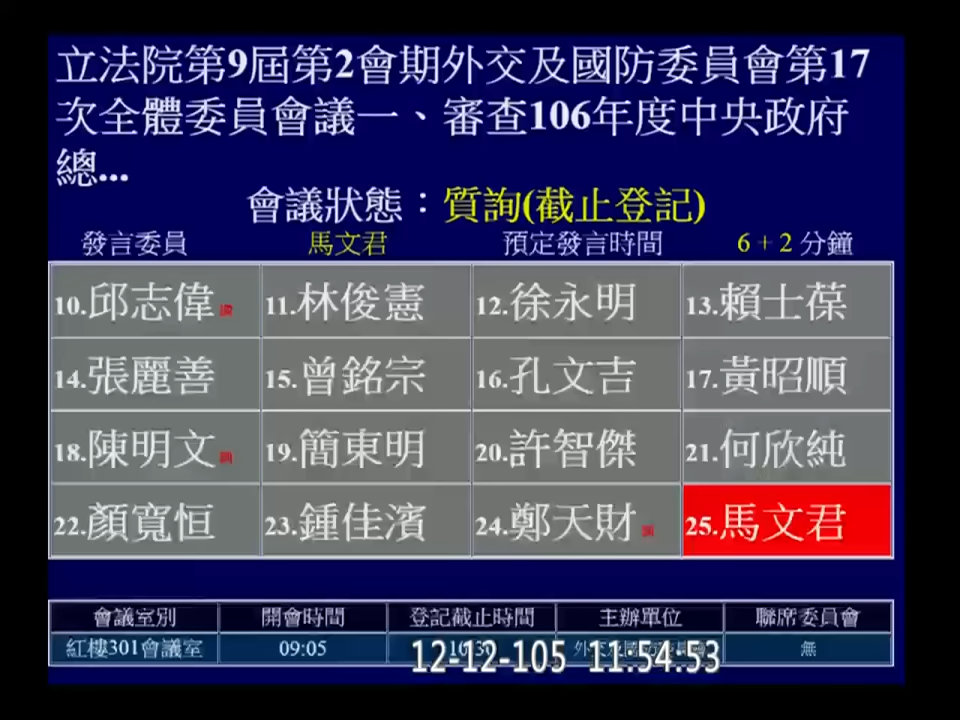 立法院第9屆第2會期外交及國防委員會第17
次全體委員會議一、審查106年度中央政府
總...
會議狀態：質詢(截止登記)
發言委員 馬文君 預定發言時間 6 + 2 分鐘
10.邱志偉 11.林俊憲 12.徐永明 13.賴士葆
14.張麗善 15.曾銘宗 16.孔文吉 17.黃昭順
18.陳明文 19.簡東明 20.許智傑 21.何欣純
22.顏寬恒 23.鍾佳濱 24.鄭天財 25.馬文君
會議室別 開會時間 登記截止時間 主辦單位 聯席委員會
紅樓301會議室 09:05 無
12-12-105 11:54:53